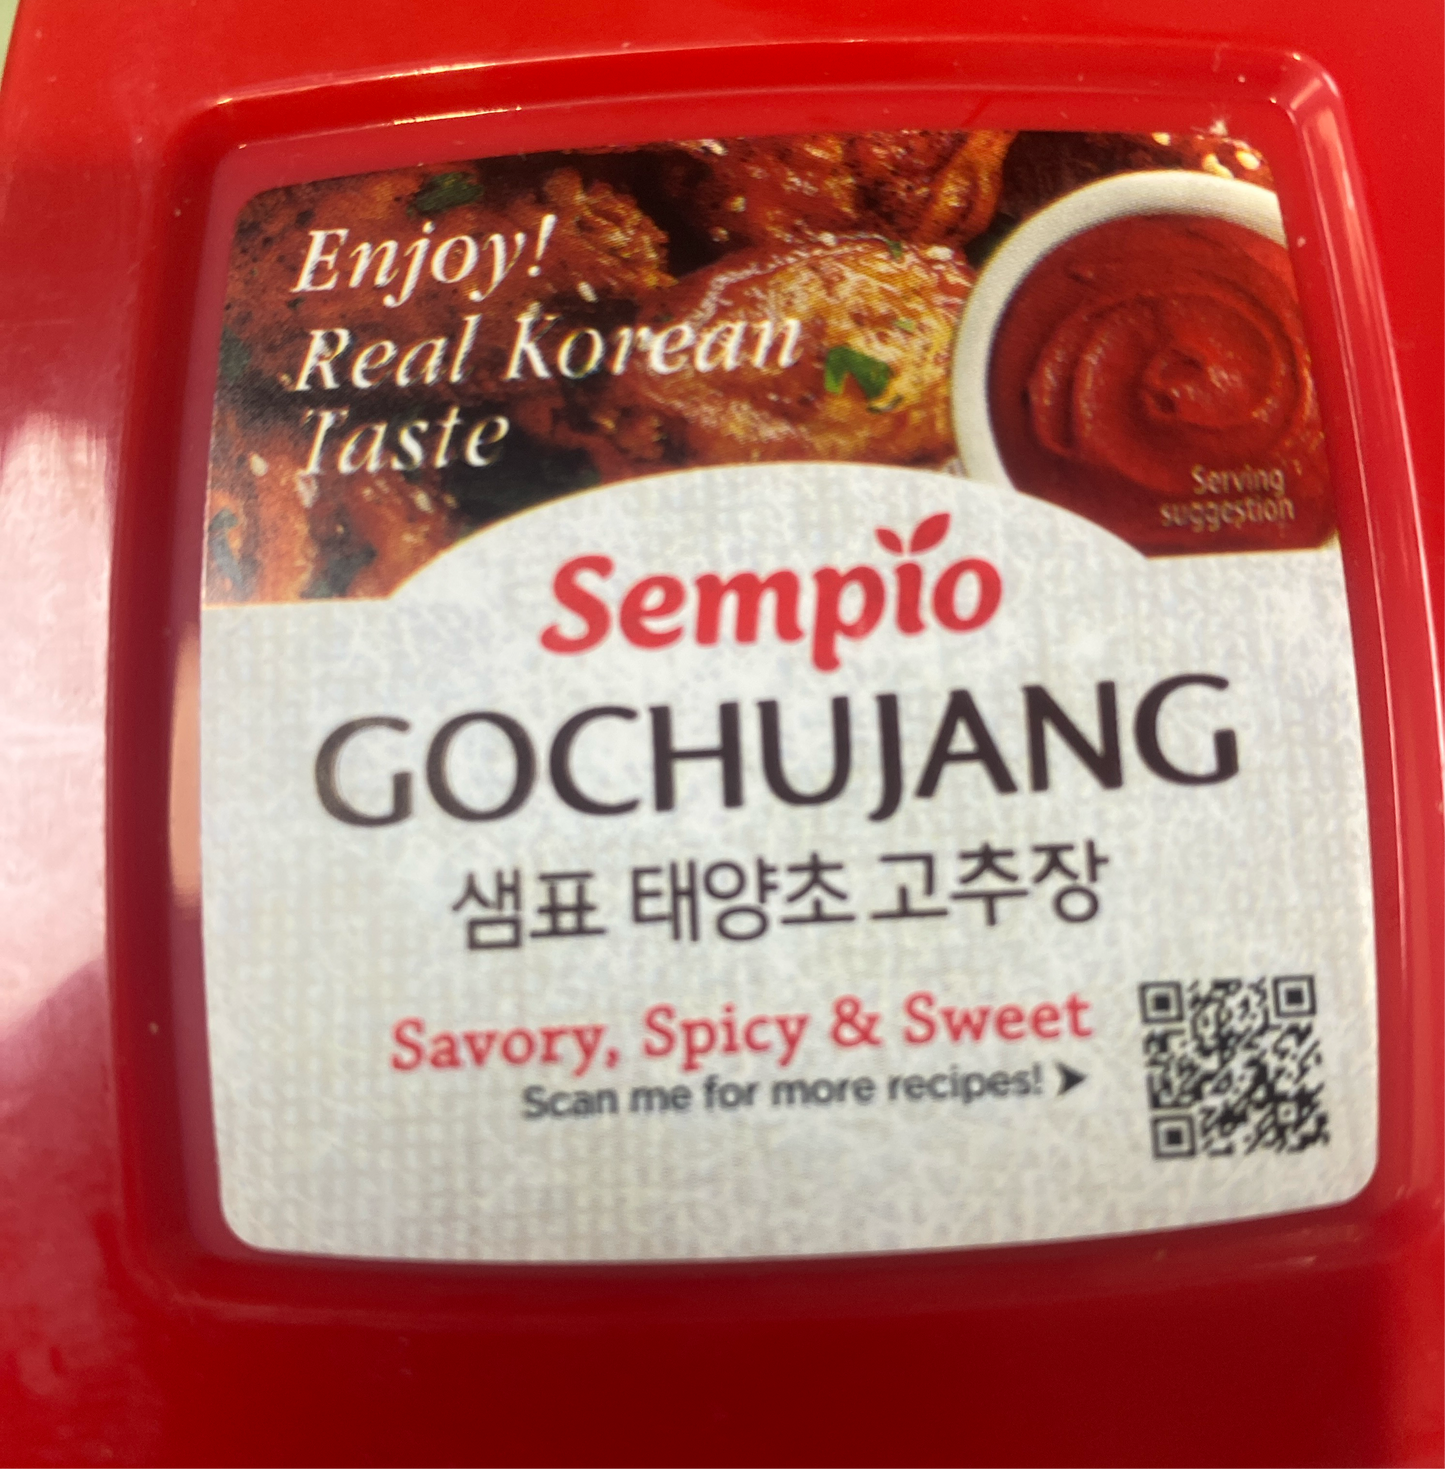 Enjoy!
Real Korean
Taste
Serving
suggestion
Sempio
GOCHUJANG
샘표 태양초 고추장
Savory, Spicy & Sweet
Scan me for more recipes!